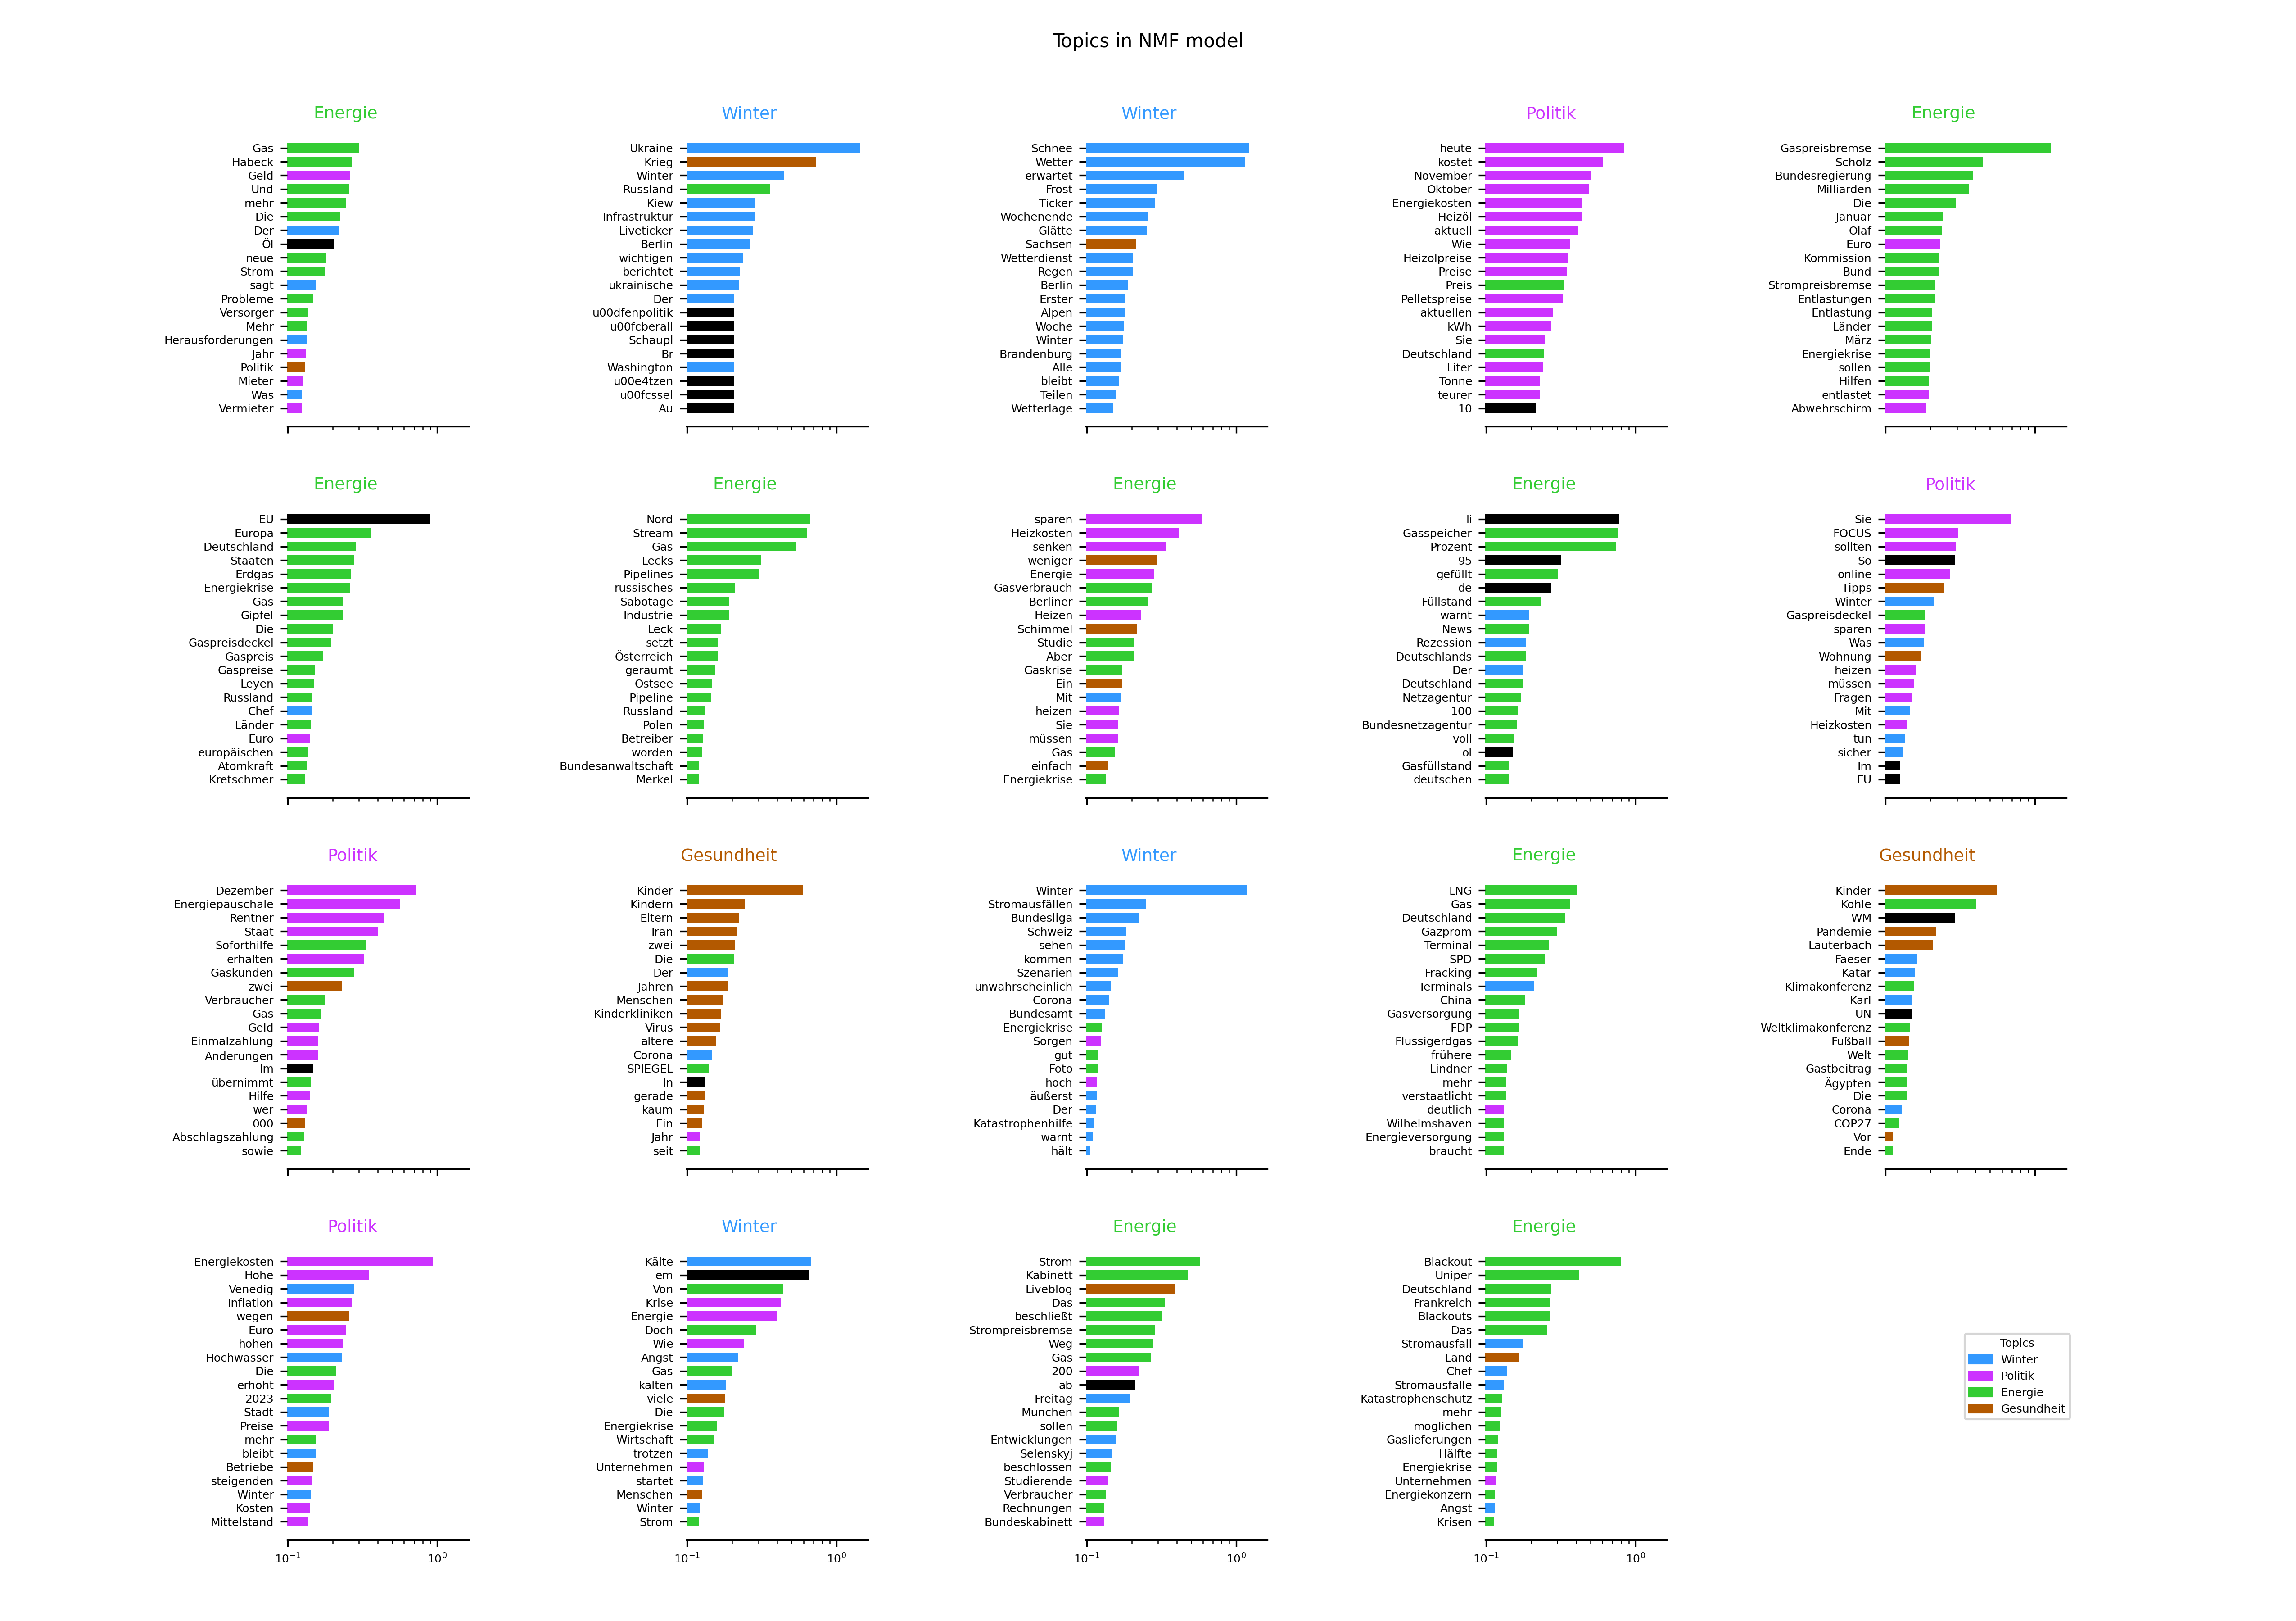 Topics in NMF model
Energie
Gas
Habeck
Geld
Und
mehr
Die
Der
Öl
neue
Strom
sagt
Probleme
Versorger
Mehr
Herausforderungen
Jahr
Politik
Mieter
Was
Vermieter
Winter
Ukraine
Krieg
Winter
Russland
Kiew
Infrastruktur
Liveticker
Berlin
wichtigen
berichtet
ukrainische
Der
u00dfenpolitik
u00fcberall
Schaupl
Br
Washington
u00e4tzen
u00fcssel
Au
Winter
Schnee
Wetter
erwartet
Frost
Ticker
Wochenende
Glätte
Sachsen
Wetterdienst
Regen
Berlin
Erster
Alpen
Woche
Winter
Brandenburg
Alle
bleibt
Teilen
Wetterlage
Politik
heute
kostet
November
Oktober
Energiekosten
Heizöl
aktuell
Wie
Heizölpreise
Preise
Preis
Pelletspreise
aktuellen
kWh
Sie
Deutschland
Liter
Tonne
teurer
10
Energie
Gaspreisbremse
Scholz
Bundesregierung
Milliarden
Die
Januar
Olaf
Euro
Kommission
Bund
Strompreisbremse
Entlastungen
Entlastung
Länder
März
Energiekrise
sollen
Hilfen
entlastet
Abwehrschirm
Energie
EU
Europa
Deutschland
Staaten
Erdgas
Energiekrise
Gas
Gipfel
Die
Gaspreisdeckel
Gaspreis
Gaspreise
Leyen
Russland
Chef
Länder
Euro
europäischen
Atomkraft
Kretschmer
Energie
Nord
Stream
Gas
Lecks
Pipelines
russisches
Sabotage
Industrie
Leck
setzt
Österreich
geräumt
Ostsee
Pipeline
Russland
Polen
Betreiber
worden
Bundesanwaltschaft
Merkel
Energie
sparen
Heizkosten
senken
weniger
Energie
Gasverbrauch
Berliner
Heizen
Schimmel
Studie
Aber
Gaskrise
Ein
Mit
heizen
Sie
müssen
Gas
einfach
Energiekrise
Energie
li
Gasspeicher
Prozent
95
gefüllt
de
Füllstand
warnt
News
Rezession
Deutschlands
Der
Deutschland
Netzagentur
100
Bundesnetzagentur
voll
ol
Gasfüllstand
deutschen
Politik
Sie
FOCUS
sollten
So
online
Tipps
Winter
Gaspreisdeckel
sparen
Was
Wohnung
heizen
müssen
Fragen
Mit
Heizkosten
tun
sicher
Im
EU
Politik
Dezember
Energiepauschale
Rentner
Staat
Soforthilfe
erhalten
Gaskunden
zwei
Verbraucher
Gas
Geld
Einmalzahlung
Änderungen
Im
übernimmt
Hilfe
wer
000
Abschlagszahlung
sowie
Gesundheit
Kinder
Kindern
Eltern
Iran
zwei
Die
Der
Jahren
Menschen
Kinderkliniken
Virus
ältere
Corona
SPIEGEL
In
gerade
kaum
Ein
Jahr
seit
Winter
Winter
Stromausfällen
Bundesliga
Schweiz
sehen
kommen
Szenarien
unwahrscheinlich
Corona
Bundesamt
Energiekrise
Sorgen
gut
Foto
hoch
äußerst
Der
Katastrophenhilfe
warnt
hält
Energie
LNG
Gas
Deutschland
Gazprom
Terminal
SPD
Fracking
Terminals
China
Gasversorgung
FDP
Flüssigerdgas
frühere
Lindner
mehr
verstaatlicht
deutlich
Wilhelmshaven
Energieversorgung
braucht
Gesundheit
Kinder
Kohle
WM
Pandemie
Lauterbach
Faeser
Katar
Klimakonferenz
Karl
UN
Weltklimakonferenz
Fußball
Welt
Gastbeitrag
Ägypten
Die
Corona
COP27
Vor
Ende
Politik
Energiekosten
Hohe
Venedig
Inflation
wegen
Euro
hohen
Hochwasser
Die
erhöht
2023
Stadt
Preise
mehr
bleibt
Betriebe
steigenden
Winter
Kosten
Mittelstand
10⁻¹ 10⁰
Winter
Kälte
em
Von
Krise
Energie
Doch
Wie
Angst
Gas
kalten
viele
Die
Energiekrise
Wirtschaft
trotzen
Unternehmen
startet
Menschen
Winter
Strom
10⁻¹ 10⁰
Energie
Strom
Kabinett
Liveblog
Das
beschließt
Strompreisbremse
Weg
Gas
200
ab
Freitag
München
sollen
Entwicklungen
Selenskyj
beschlossen
Studierende
Verbraucher
Rechnungen
Bundeskabinett
10⁻¹ 10⁰
Energie
Blackout
Uniper
Deutschland
Frankreich
Blackouts
Das
Stromausfall
Land
Chef
Stromausfälle
Katastrophenschutz
mehr
möglichen
Gaslieferungen
Hälfte
Energiekrise
Unternehmen
Energiekonzern
Angst
Krisen
10⁻¹ 10⁰
Topics
Winter
Politik
Energie
Gesundheit